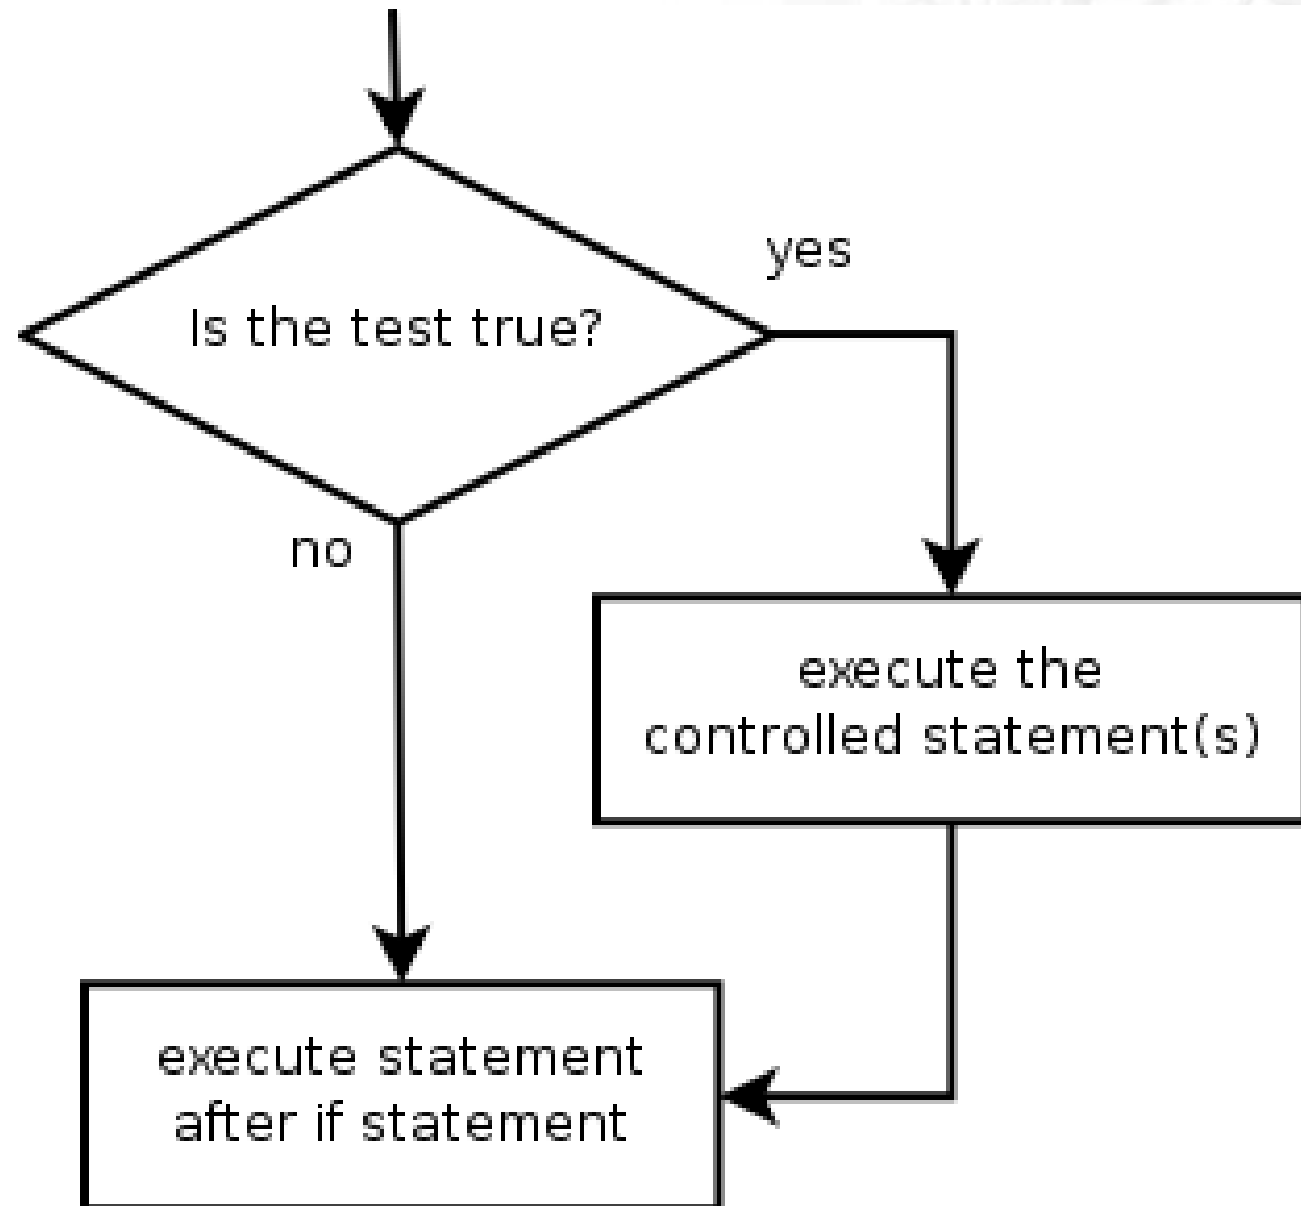 yes
Is the test true?
no
execute the
controlled statement(s)
execute statement
after if statement